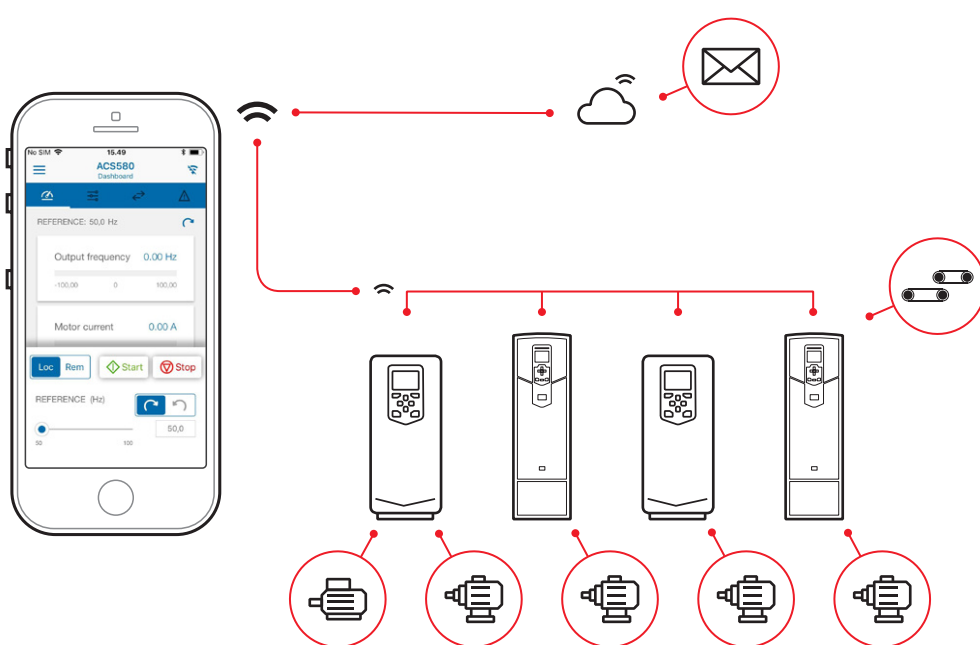 No SIM 15.49
ACS580
Dashboard
REFERENCE: 50,0 Hz
Output frequency 0.00 Hz
-100,00 0 100,00
Motor current 0.00 A
Loc Rem Start Stop
REFERENCE (Hz)
50,0
50 100